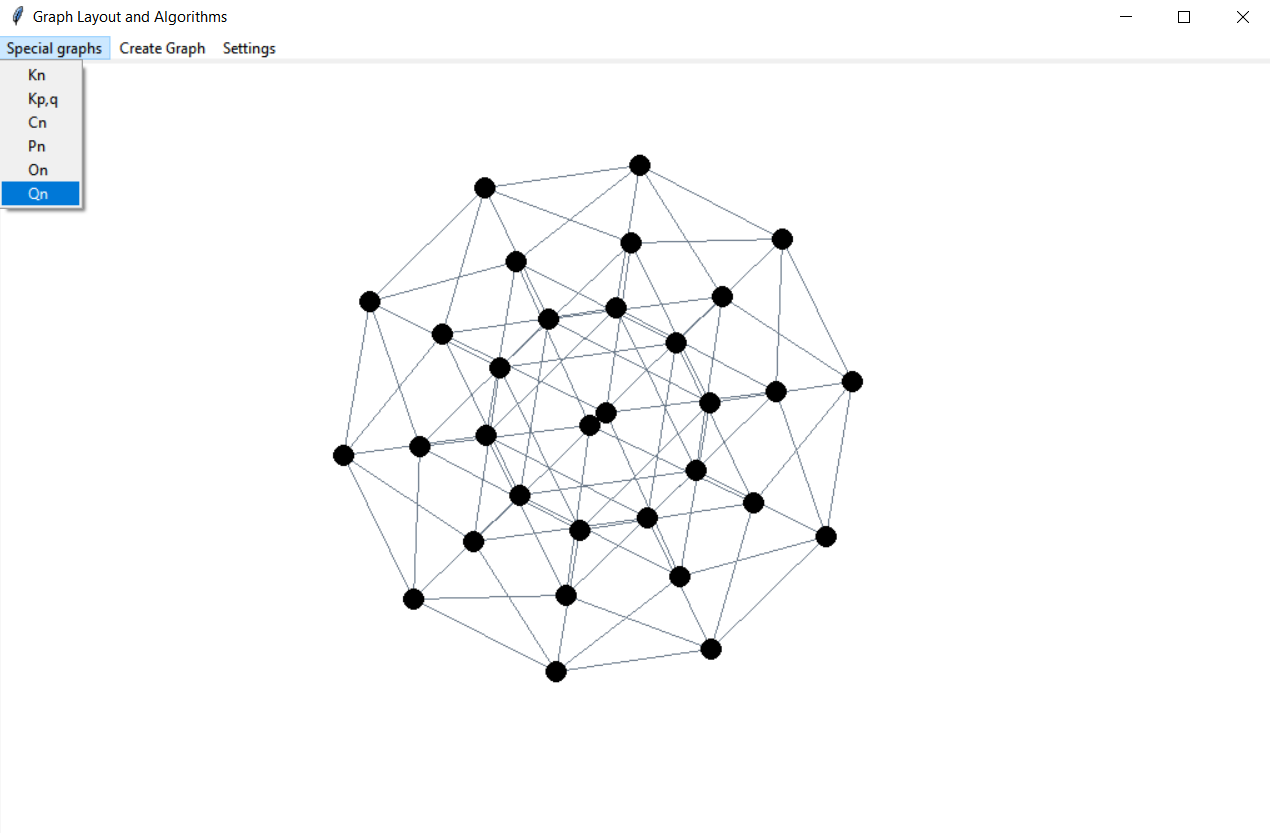 Graph Layout and Algorithms
Special graphs Create Graph Settings
Kn
Kp,q
Cn
Pn
On
Qn